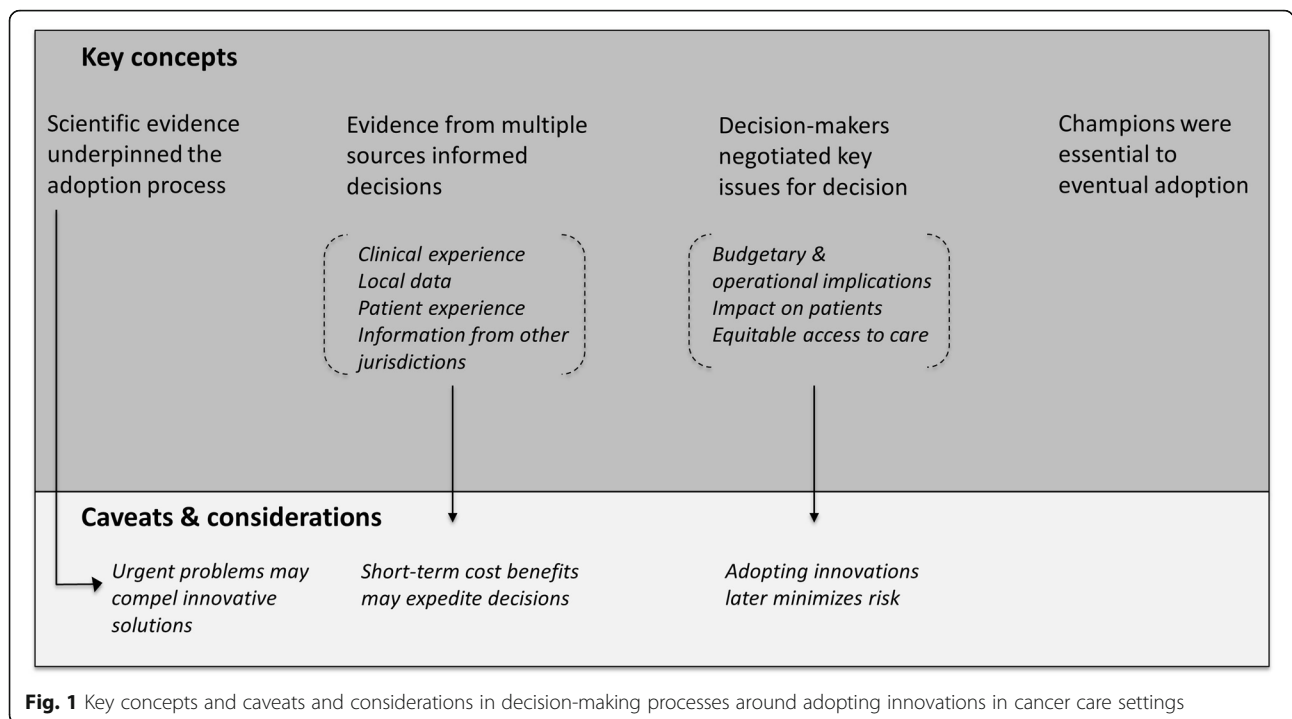 Key concepts
Scientific evidence
underpinned the
adoption process
Evidence from multiple
sources informed
decisions
Clinical experience
Local data
Patient experience
Information from other
jurisdictions
Decision-makers
negotiated key
issues for decision
Budgetary &
operational implications
Impact on patients
Equitable access to care
Champions were
essential to
eventual adoption
Caveats & considerations
Urgent problems may
compel innovative
solutions
Short-term cost benefits
may expedite decisions
Adopting innovations
later minimizes risk
Fig. 1 Key concepts and caveats and considerations in decision-making processes around adopting innovations in cancer care settings